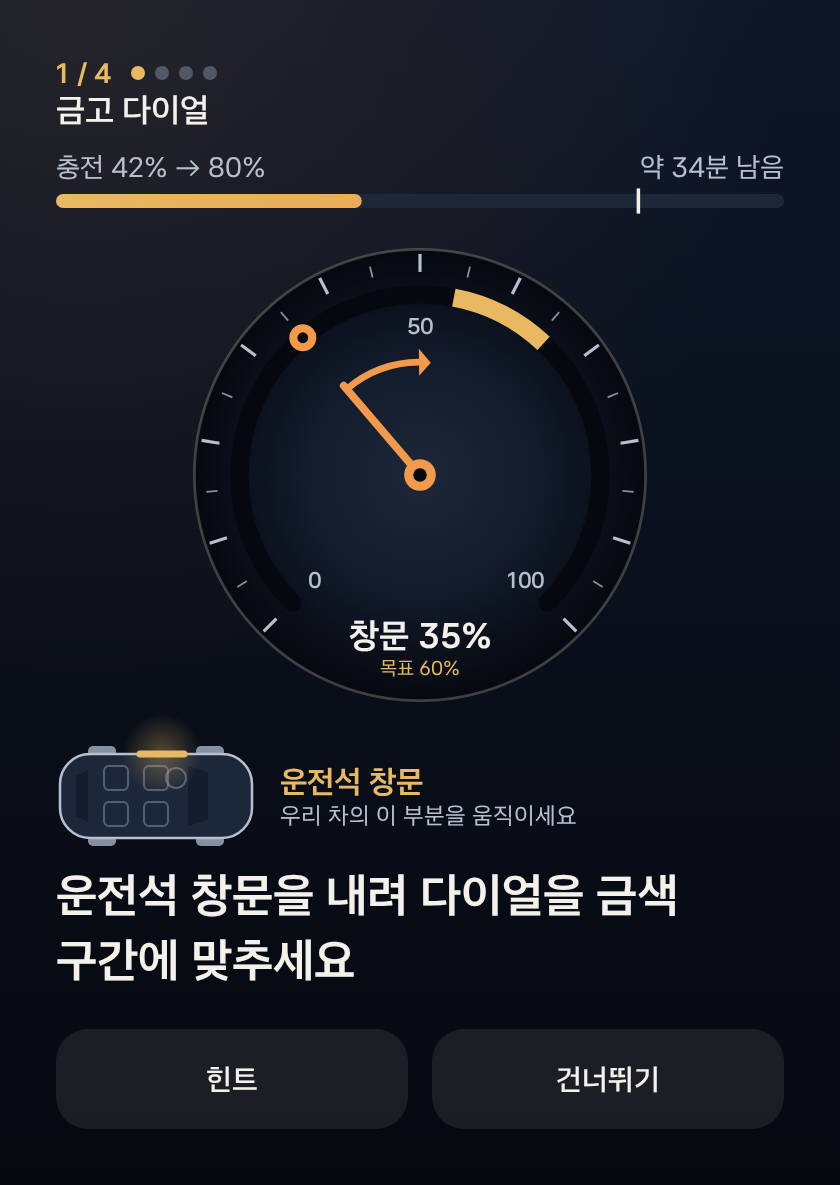 1 / 4
금고 다이얼
충전 42% → 80%
약 34분 남음
50
0
100
창문 35%
목표 60%
운전석 창문
우리 차의 이 부분을 움직이세요
운전석 창문을 내려 다이얼을 금색
구간에 맞추세요
힌트
건너뛰기